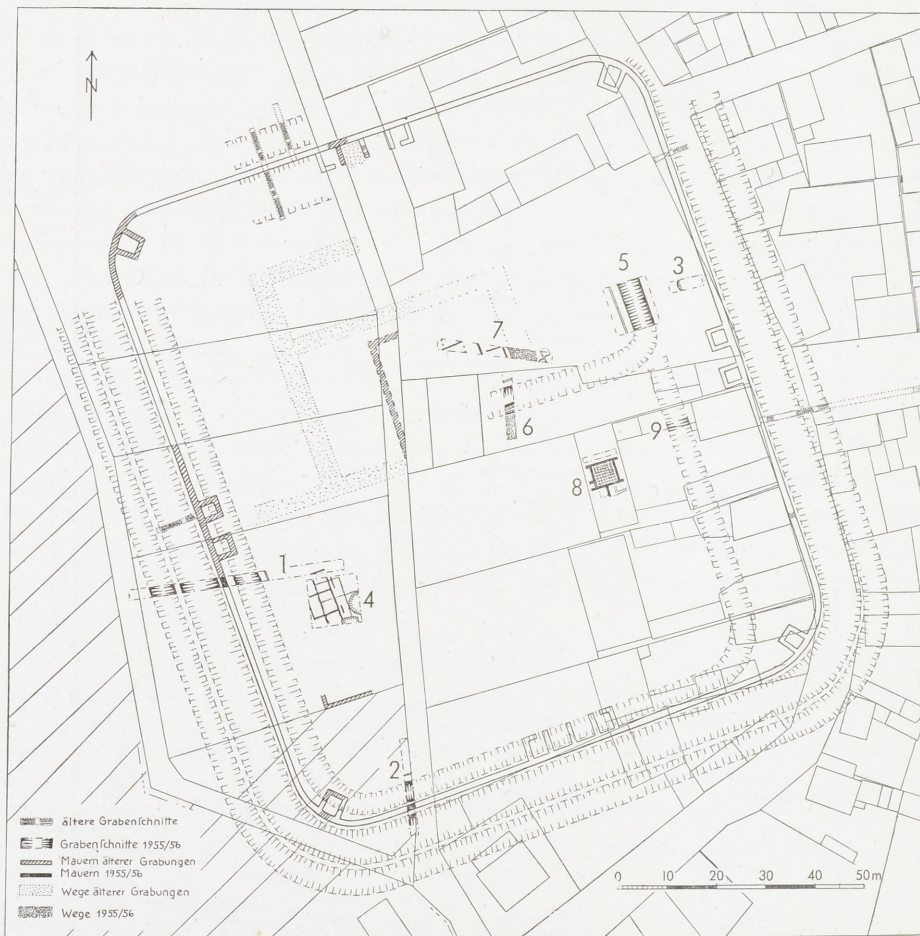 N
5
3
7
6
9
8
1
4
2
ältere Grabenſchnitte
Grabenſchnitte 1955/56
Mauern älterer Grabungen
Mauern 1955/56
Wege älterer Grabungen
Wege 1955/56
0 10 20 30 40 50 m